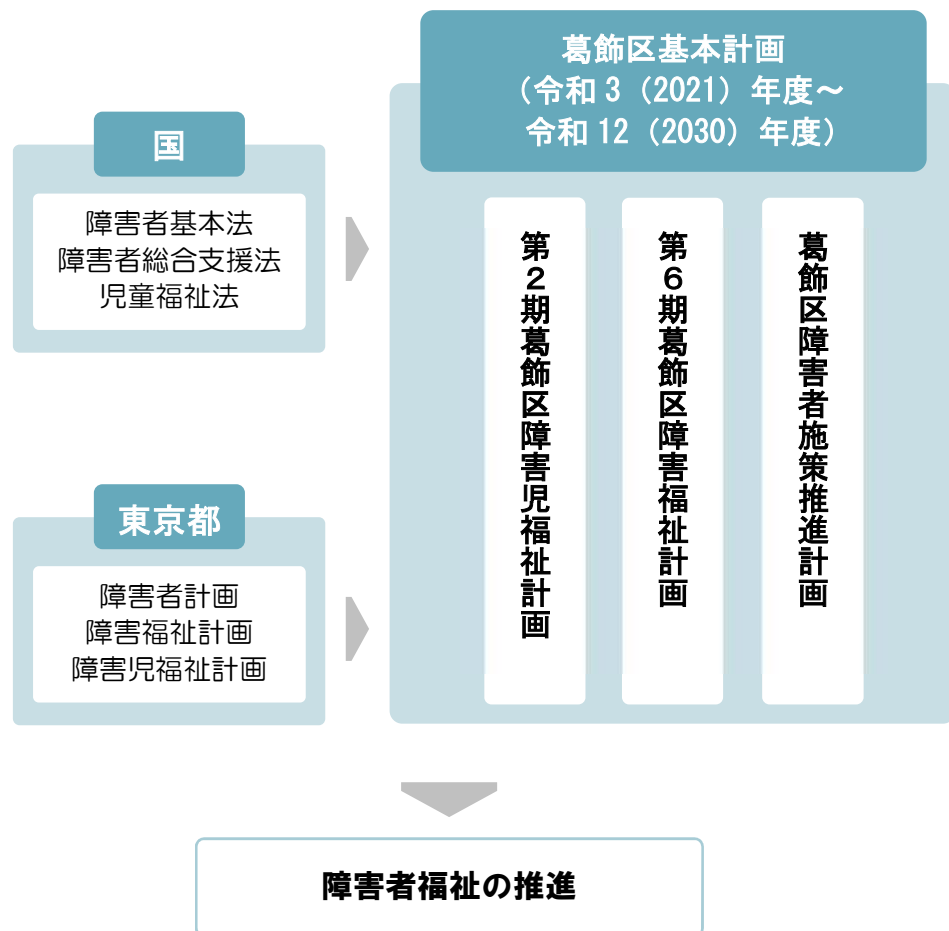 葛飾区基本計画
（令和３（2021）年度～
令和 12（2030）年度）
国
障害者基本法
障害者総合支援法
児童福祉法
東京都
障害者計画
障害福祉計画
障害児福祉計画
葛飾区障害者施策推進計画
第６期葛飾区障害福祉計画
第２期葛飾区障害児福祉計画
障害者福祉の推進